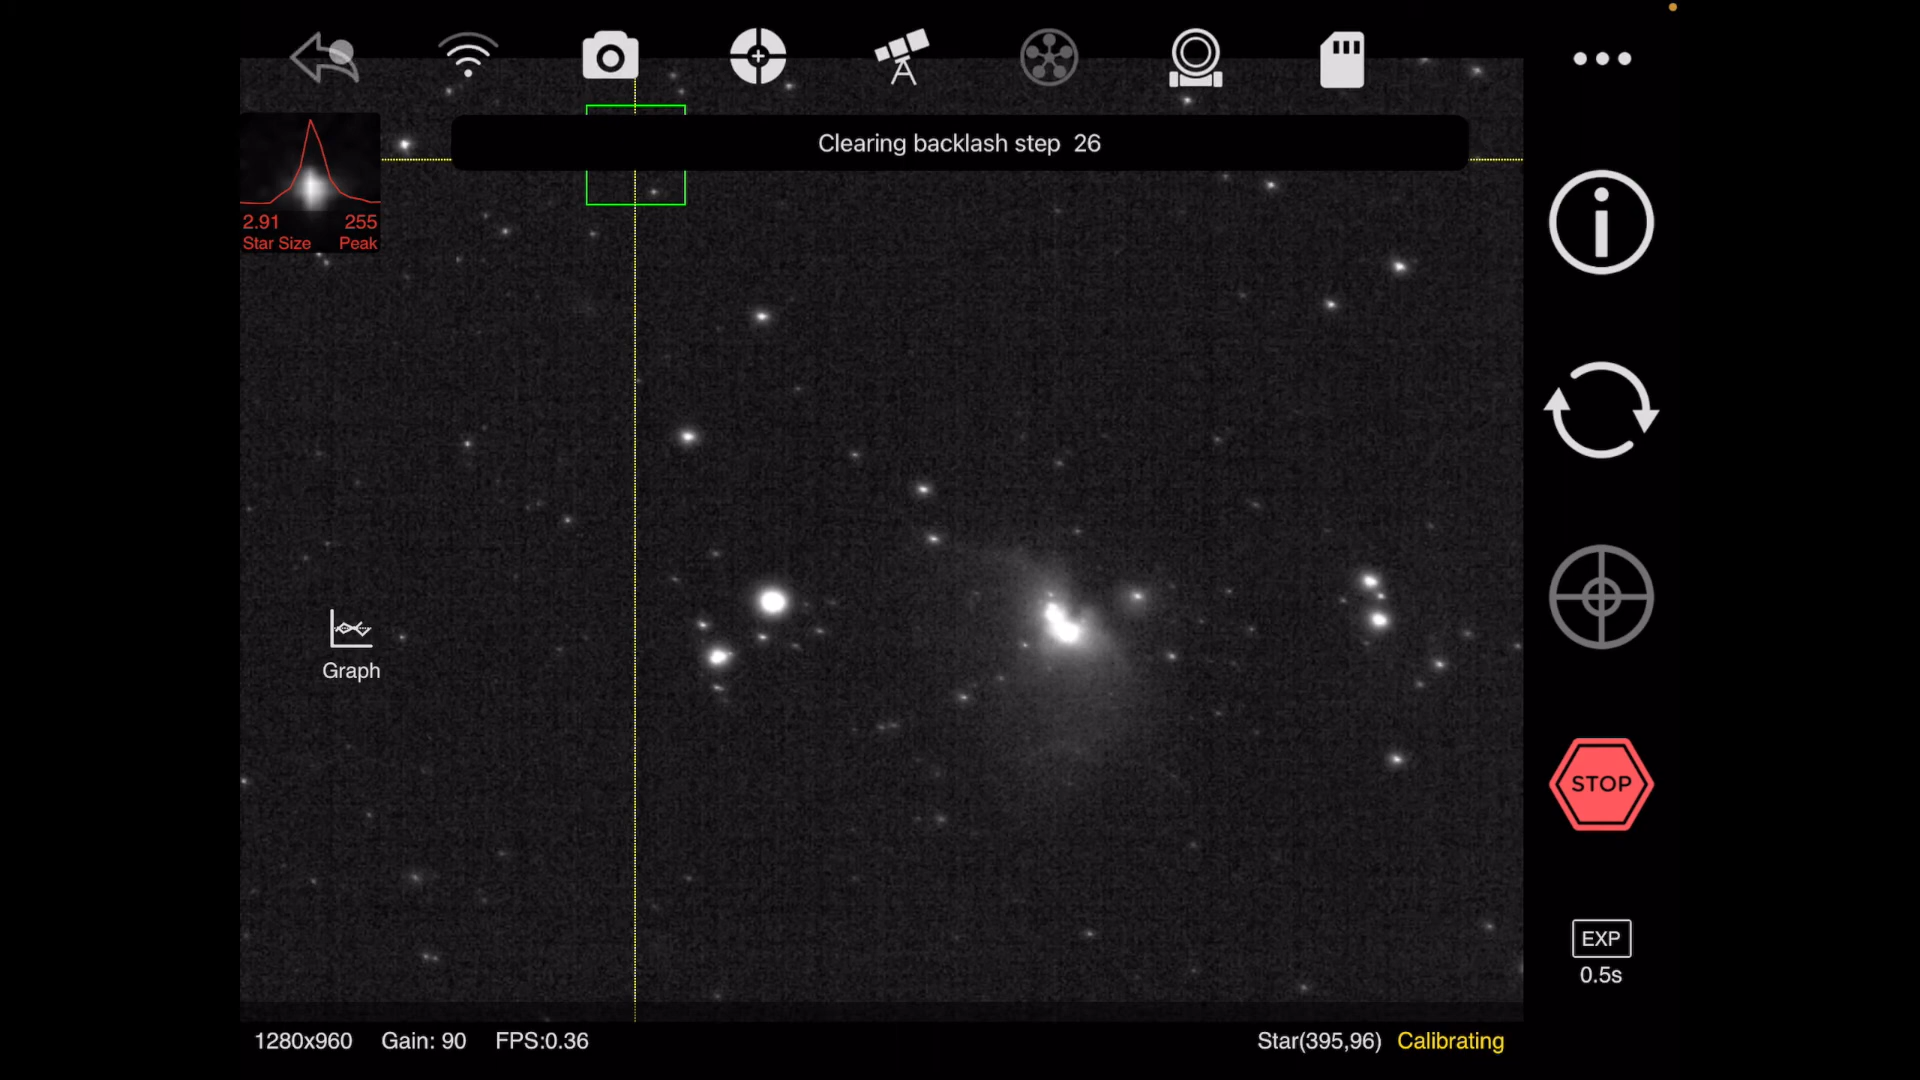 Clearing backlash step 26
2.91 255
Star Size Peak
Graph
STOP
EXP
0.5s
1280x960 Gain: 90 FPS:0.36 Star(395,96) Calibrating